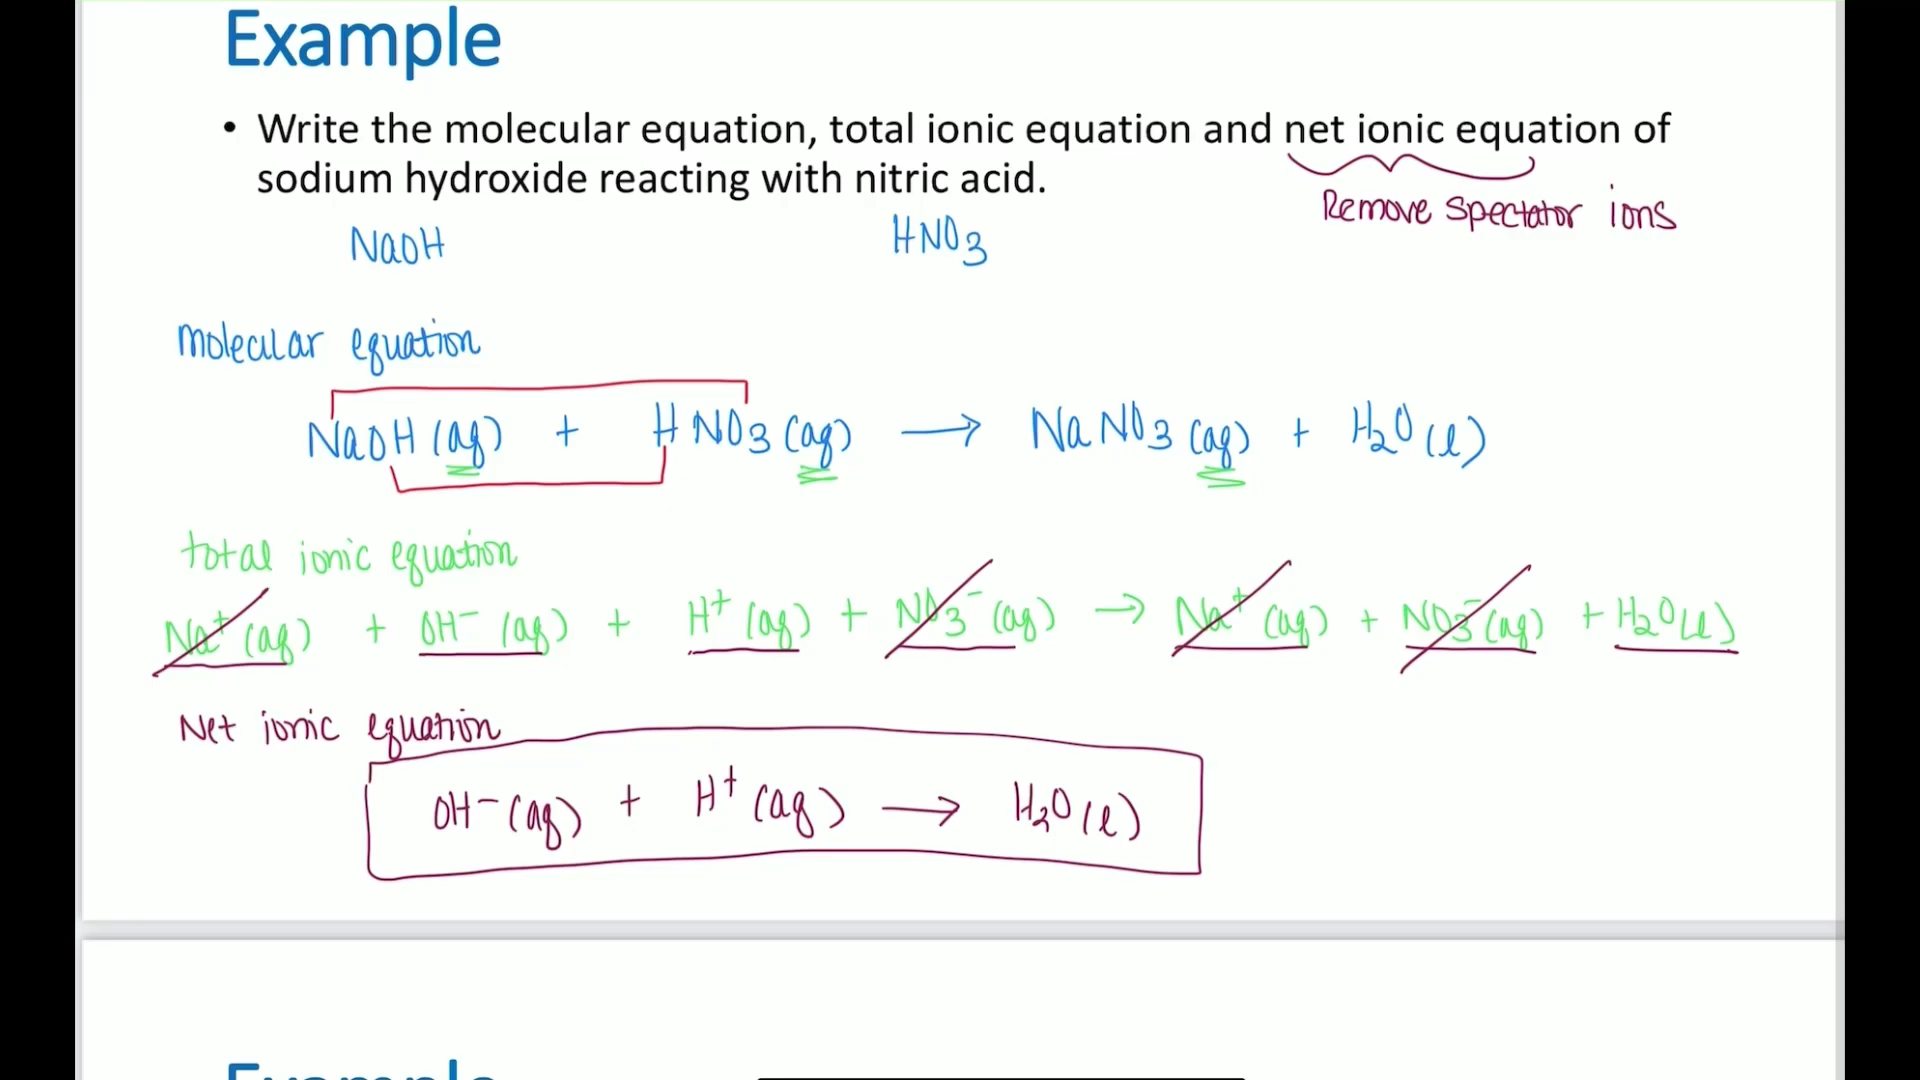 Example
• Write the molecular equation, total ionic equation and net ionic equation of
sodium hydroxide reacting with nitric acid.
Remove spectator ions
NaOH HNO3
Molecular equation
NaOH (aq) + HNO3 (aq) → NaNO3 (aq) + H2O (l)
total ionic equation
Na+ (aq) + OH- (aq) + H+ (aq) + NO3- (aq) → Na+ (aq) + NO3- (aq) + H2O (l)
Net ionic equation
OH- (aq) + H+ (aq) → H2O (l)
Example